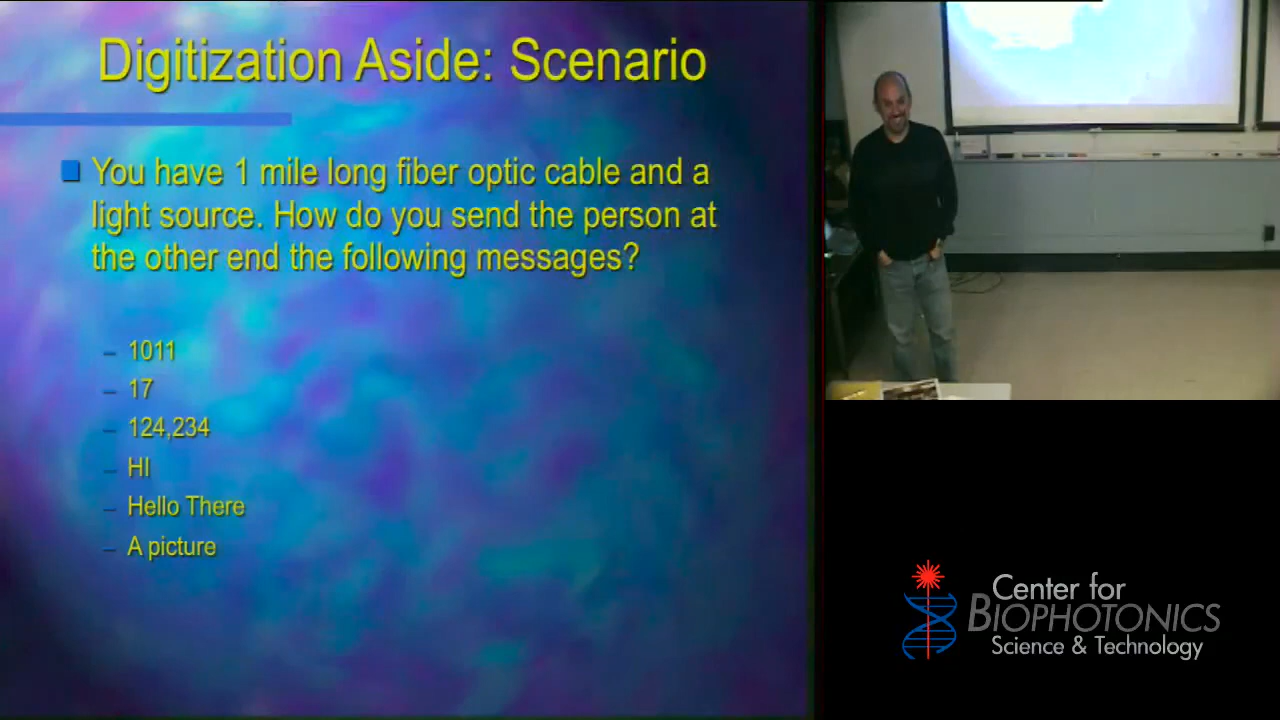 Digitization Aside: Scenario
You have 1 mile long fiber optic cable and a
light source. How do you send the person at
the other end the following messages?
– 1011
– 17
– 124,234
– HI
– Hello There
– A picture
Center for
BIOPHOTONICS
Science & Technology